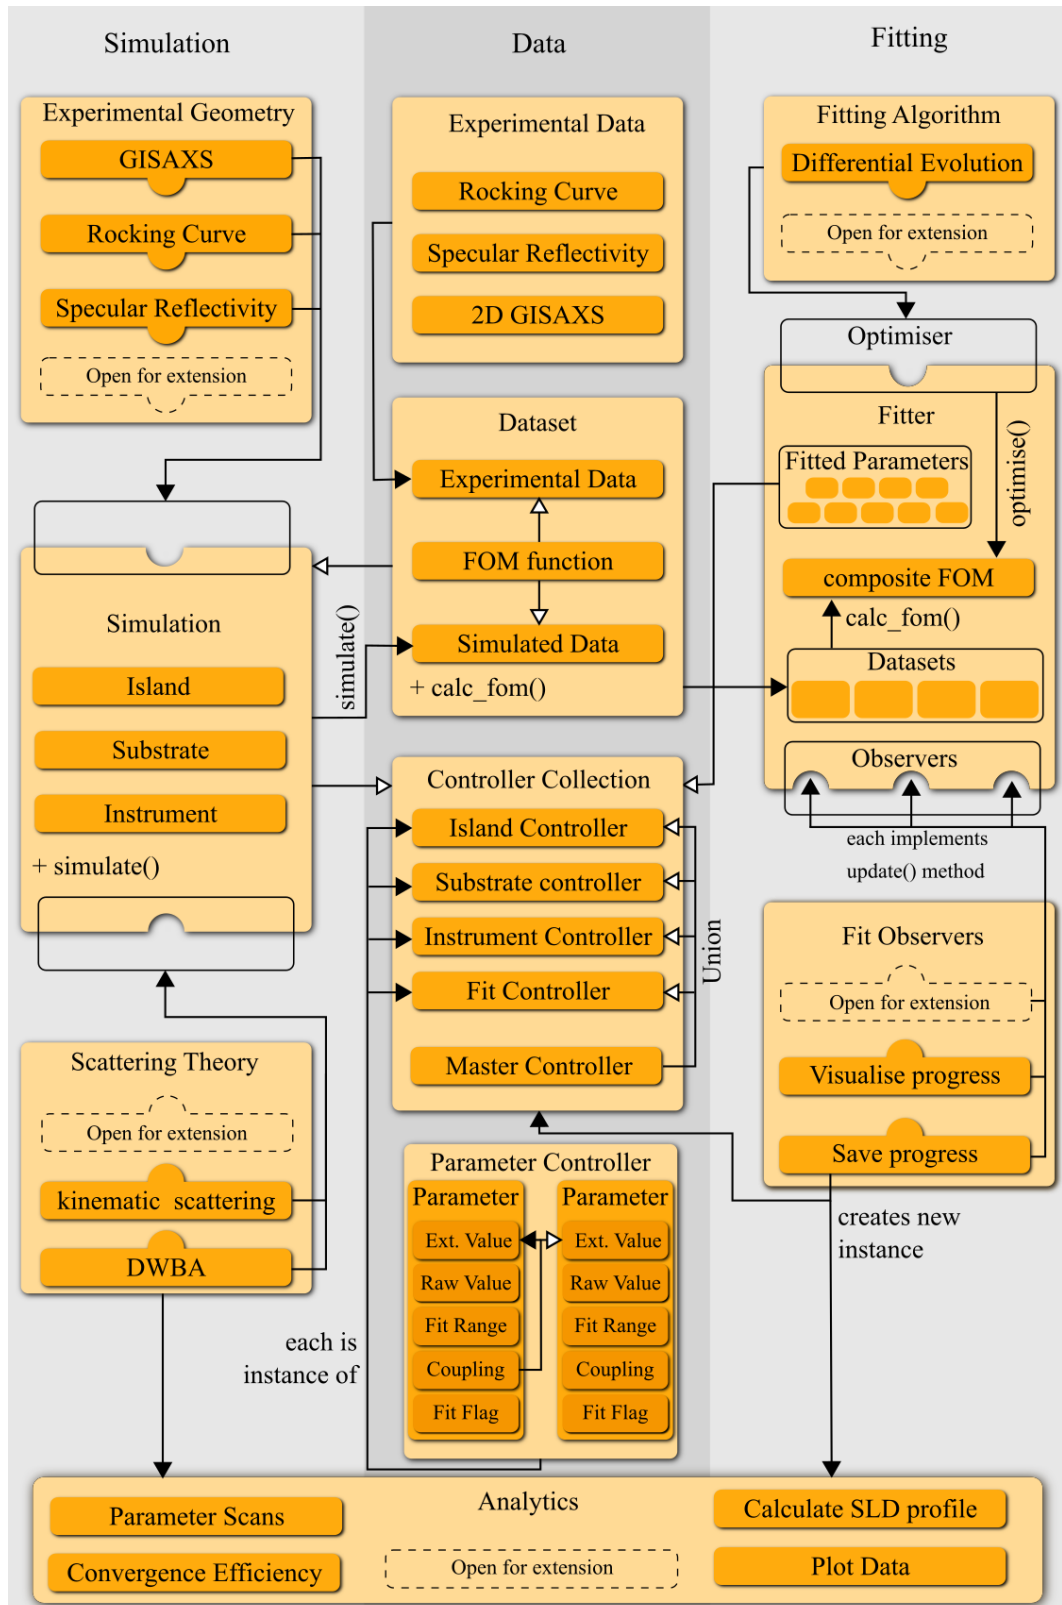 Simulation
Data
Fitting
Experimental Geometry
GISAXS
Rocking Curve
Specular Reflectivity
Open for extension
Experimental Data
Rocking Curve
Specular Reflectivity
2D GISAXS
Fitting Algorithm
Differential Evolution
Open for extension
Optimiser
Fitter
optimise()
Fitted Parameters
composite FOM
calc_fom()
Datasets
Observers
each implements
update() method
Dataset
Experimental Data
FOM function
Simulated Data
+ calc_fom()
simulate()
Simulation
Island
Substrate
Instrument
+ simulate()
Controller Collection
Island Controller
Substrate controller
Instrument Controller
Fit Controller
Master Controller
Union
Fit Observers
Open for extension
Visualise progress
Save progress
creates new
instance
Scattering Theory
Open for extension
kinematic scattering
DWBA
each is
instance of
Parameter Controller
Parameter
Ext. Value
Raw Value
Fit Range
Coupling
Fit Flag
Parameter
Ext. Value
Raw Value
Fit Range
Coupling
Fit Flag
Analytics
Parameter Scans
Convergence Efficiency
Open for extension
Calculate SLD profile
Plot Data